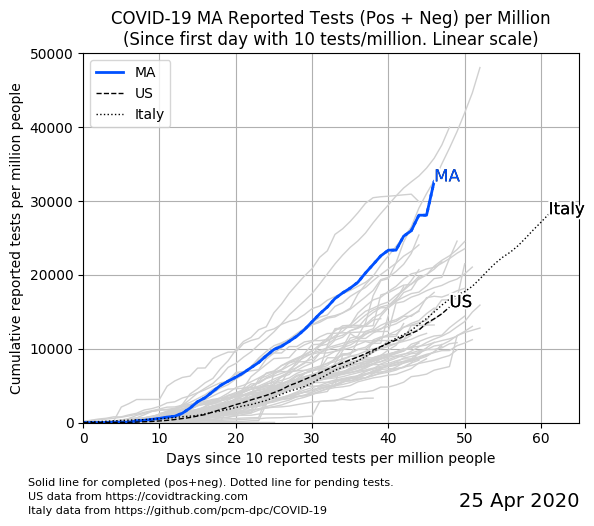 COVID-19 MA Reported Tests (Pos + Neg) per Million
(Since first day with 10 tests/million. Linear scale)
Cumulative reported tests per million people
50000
40000
30000
20000
10000
0
MA
US
Italy
MA
Italy
US
0 10 20 30 40 50 60
Days since 10 reported tests per million people
Solid line for completed (pos+neg). Dotted line for pending tests.
US data from https://covidtracking.com
Italy data from https://github.com/pcm-dpc/COVID-19
25 Apr 2020